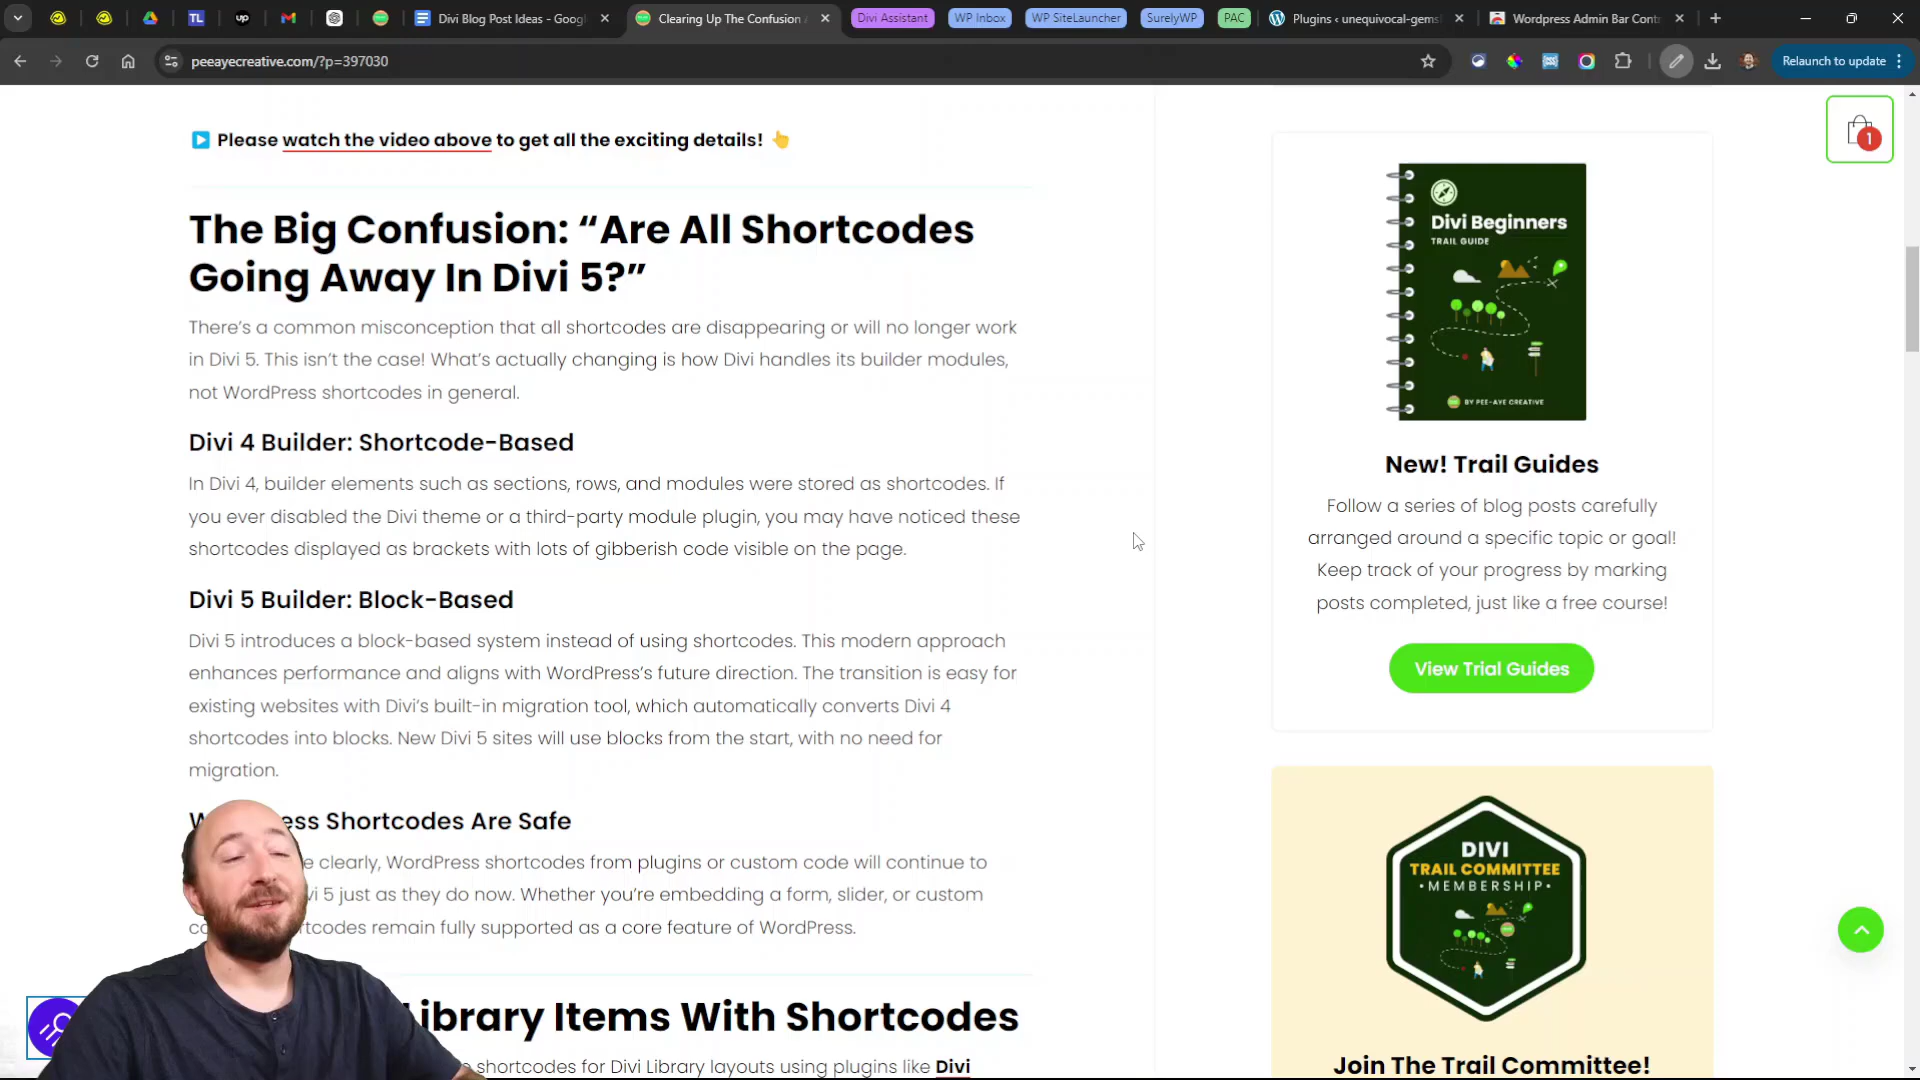 Divi Blog Post Ideas - Googl
Clearing Up The Confusion
Divi Assistant
WP Inbox
WP SiteLauncher
SurelyWP
PAC
Plugins ‹ unequivocal-gems
Wordpress Admin Bar Cont
peeayecreative.com/?p=397030
Relaunch to update
Please watch the video above to get all the exciting details!
1
The Big Confusion: “Are All Shortcodes
Going Away In Divi 5?”
There’s a common misconception that all shortcodes are disappearing or will no longer work
in Divi 5. This isn’t the case! What’s actually changing is how Divi handles its builder modules,
not WordPress shortcodes in general.
Divi 4 Builder: Shortcode-Based
In Divi 4, builder elements such as sections, rows, and modules were stored as shortcodes. If
you ever disabled the Divi theme or a third-party module plugin, you may have noticed these
shortcodes displayed as brackets with lots of gibberish code visible on the page.
Divi 5 Builder: Block-Based
Divi 5 introduces a block-based system instead of using shortcodes. This modern approach
enhances performance and aligns with WordPress’s future direction. The transition is easy for
existing websites with Divi’s built-in migration tool, which automatically converts Divi 4
shortcodes into blocks. New Divi 5 sites will use blocks from the start, with no need for
migration.
ess Shortcodes Are Safe
e clearly, WordPress shortcodes from plugins or custom code will continue to
vi 5 just as they do now. Whether you’re embedding a form, slider, or custom
rtcodes remain fully supported as a core feature of WordPress.
Library Items With Shortcodes
shortcodes for Divi Library layouts using plugins like Divi
Divi Beginners
TRAIL GUIDE
BY PEE-AYE CREATIVE
New! Trail Guides
Follow a series of blog posts carefully
arranged around a specific topic or goal!
Keep track of your progress by marking
posts completed, just like a free course!
View Trial Guides
DIVI
TRAIL COMMITTEE
•MEMBERSHIP•
Join The Trail Committee!
TL
up